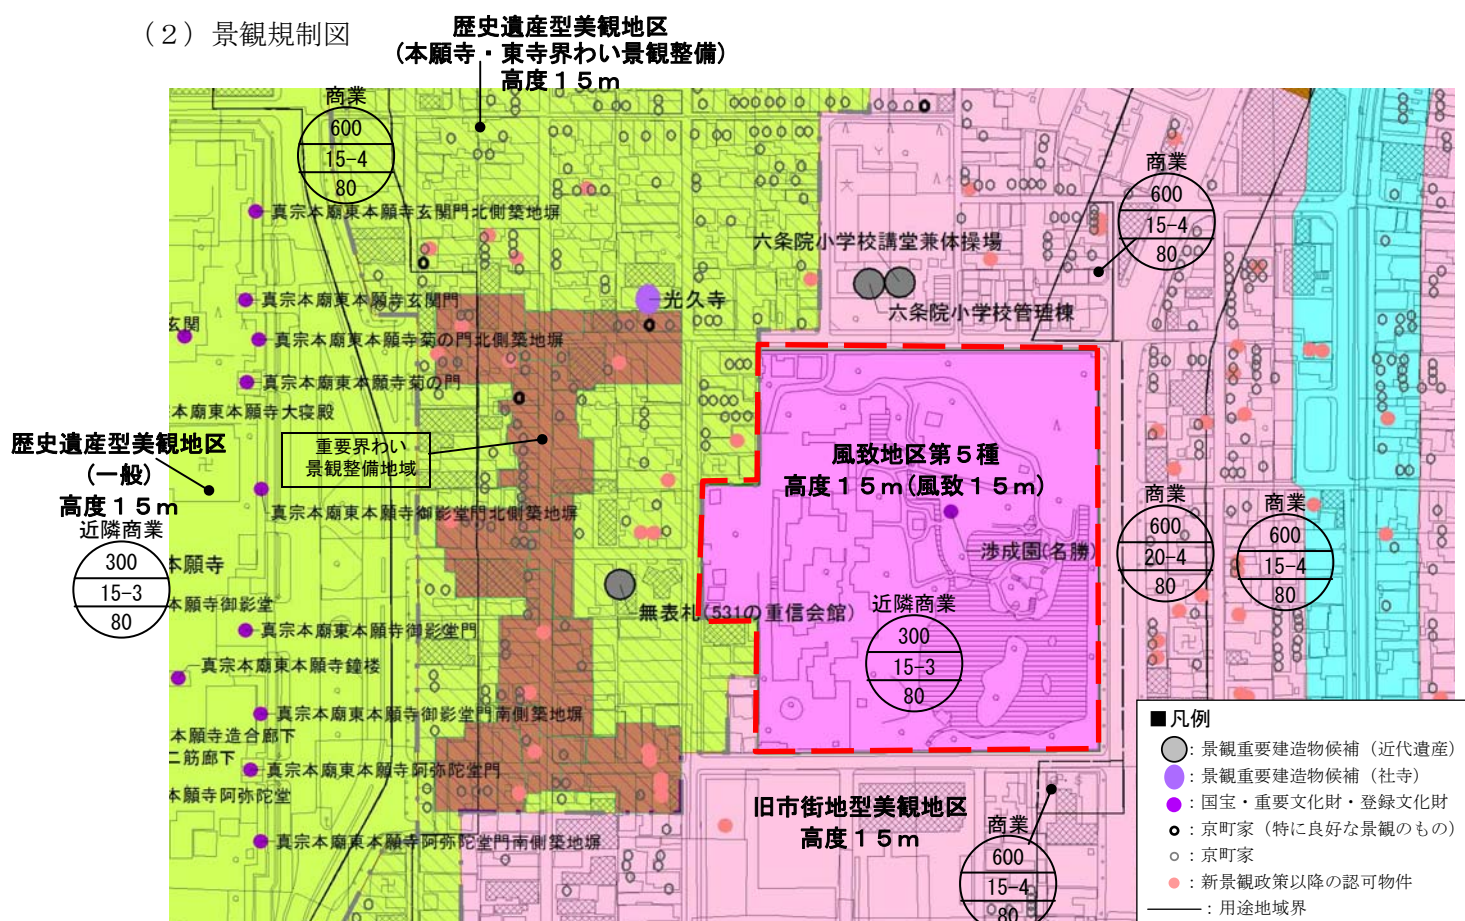 （２）景観規制図
歴史遺産型美観地区
(本願寺・東寺界わい景観整備)
高度１５ｍ
商業
600
15-4
80
商業
600
15-4
80
真宗本廟東本願寺玄関門北側築地塀
六条院小学校講堂兼体操場
真宗本廟東本願寺玄関門
光久寺
六条院小学校管理棟
玄関
真宗本廟東本願寺菊の門北側築地塀
真宗本廟東本願寺菊の門
本廟東本願寺大寝殿
歴史遺産型美観地区
(一般)
高度１５ｍ
重要界わい
景観整備地域
風致地区第５種
高度１５ｍ(風致１５ｍ)
真宗本廟東本願寺御影堂門北側築地塀
近隣商業
300
15-3
80
商業
600
20-4
80
商業
600
15-4
80
渉成園(名勝)
本願寺
本願寺御影堂
無表札(531の重信会館)
近隣商業
300
15-3
80
真宗本廟東本願寺御影堂門
真宗本廟東本願寺鐘楼
真宗本廟東本願寺御影堂門南側築地塀
本願寺造合廊下
二筋廊下
真宗本廟東本願寺阿弥陀堂門
本願寺阿弥陀堂
真宗本廟東本願寺阿弥陀堂門南側築地塀
旧市街地型美観地区
高度１５ｍ
商業
600
15-4
80
■凡例
：景観重要建造物候補（近代遺産）
：景観重要建造物候補（社寺）
：国宝・重要文化財・登録文化財
：京町家（特に良好な景観のもの）
：京町家
：新景観政策以降の認可物件
：用途地域界